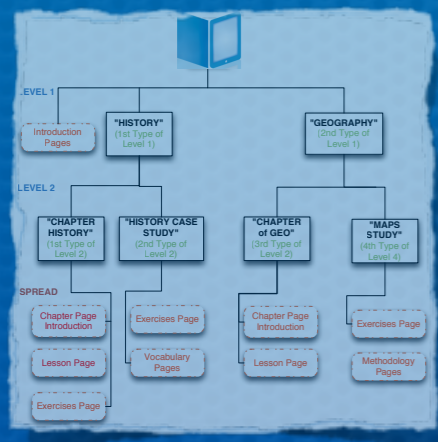 LEVEL 1
Introduction
Pages
"HISTORY"
(1st Type of
Level 1)
"GEOGRAPHY"
(2nd Type of
Level 1)
LEVEL 2
"CHAPTER
HISTORY"
(1st Type of
Level 2)
"HISTORY CASE
STUDY"
(2nd Type of
Level 2)
"CHAPTER
of GEO"
(3rd Type of
Level 2)
"MAPS
STUDY"
(4th Type of
Level 4)
SPREAD
Chapter Page
Introduction
Lesson Page
Exercises Page
Exercises Page
Vocabulary
Pages
Chapter Page
Introduction
Lesson Page
Exercises Page
Methodology
Pages